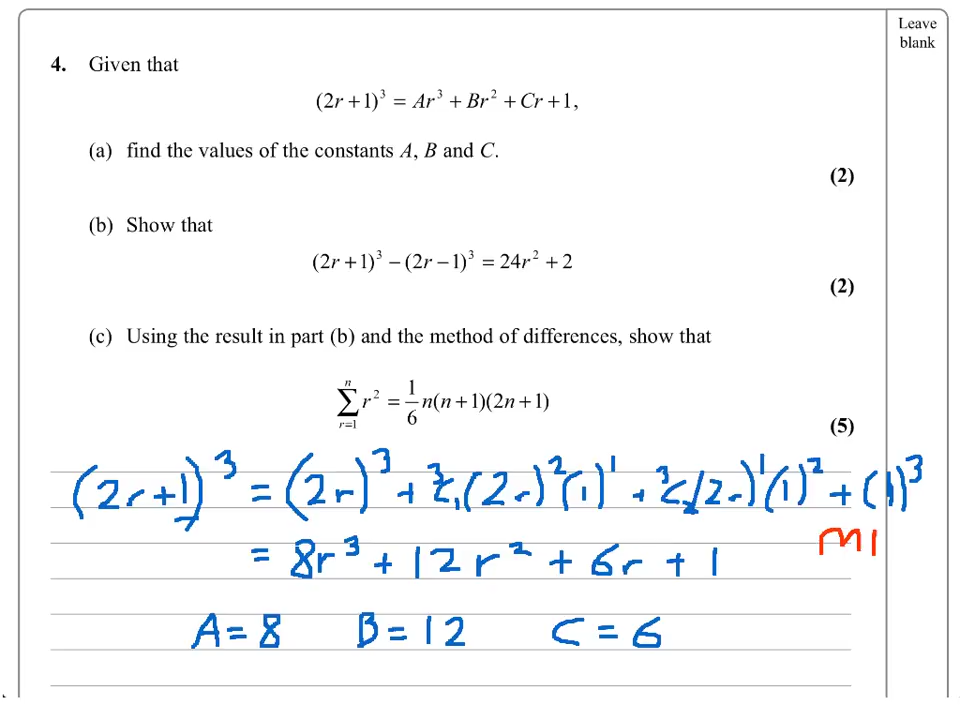 Leave
blank
4. Given that
(2r + 1)³ = Ar³ + Br² + Cr + 1,
(a) find the values of the constants A, B and C.
(2)
(b) Show that
(2r + 1)³ − (2r − 1)³ = 24r² + 2
(2)
(c) Using the result in part (b) and the method of differences, show that
∑ⁿᵣ₌₁ r² = 1/6 n(n + 1)(2n + 1)
(5)
(2r+1)³ = (2r)³ + ³C₁(2r)²(1)¹ + ³C₂(2r)¹(1)² + (1)³
M1
= 8r³ + 12r² + 6r + 1
A = 8 B = 12 C = 6